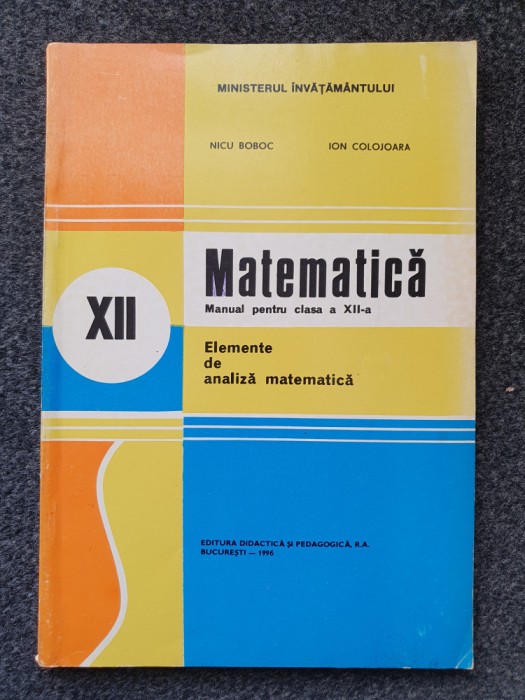 MINISTERUL ÎNVĂŢĂMÂNTULUI
NICU BOBOC ION COLOJOARA
XII
Matematică
Manual pentru clasa a XII-a
Elemente
de
analiză matematică
EDITURA DIDACTICĂ ŞI PEDAGOGICĂ, R.A.
BUCUREŞTI — 1996